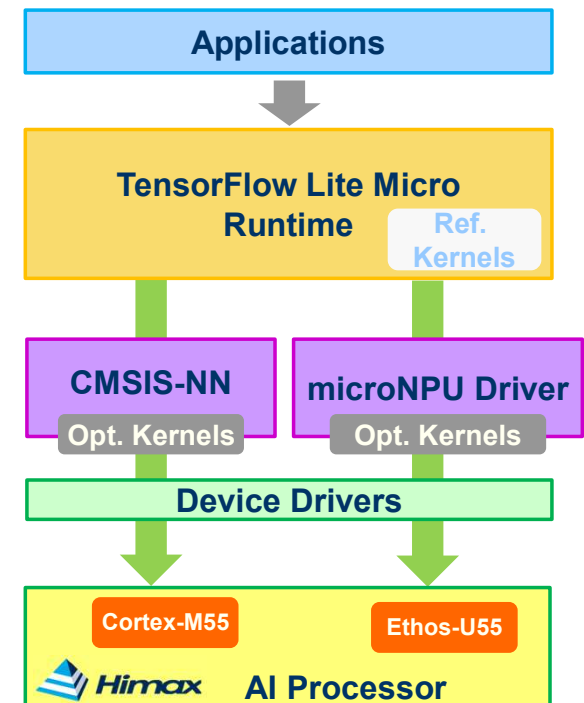 Applications
TensorFlow Lite Micro
Runtime
Ref.
Kernels
CMSIS-NN
microNPU Driver
Opt. Kernels
Opt. Kernels
Device Drivers
Cortex-M55
Ethos-U55
Himax
AI Processor